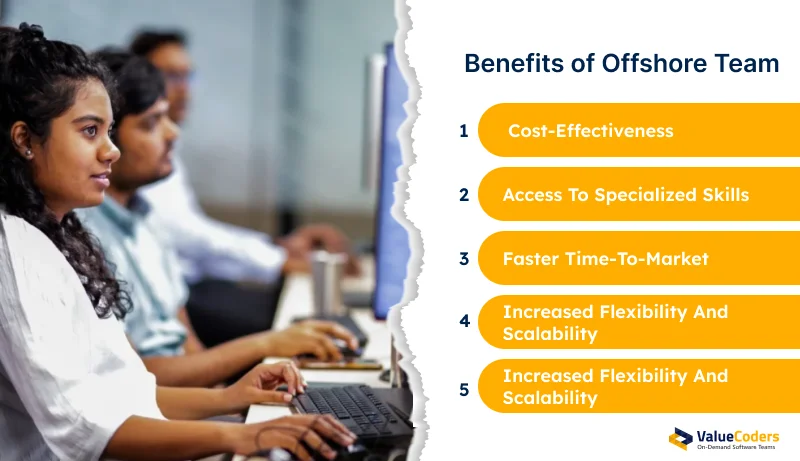 Benefits of Offshore Team
1 Cost-Effectiveness
2 Access To Specialized Skills
3 Faster Time-To-Market
4 Increased Flexibility And
Scalability
5 Increased Flexibility And
Scalability
ValueCoders
On-Demand Software Teams